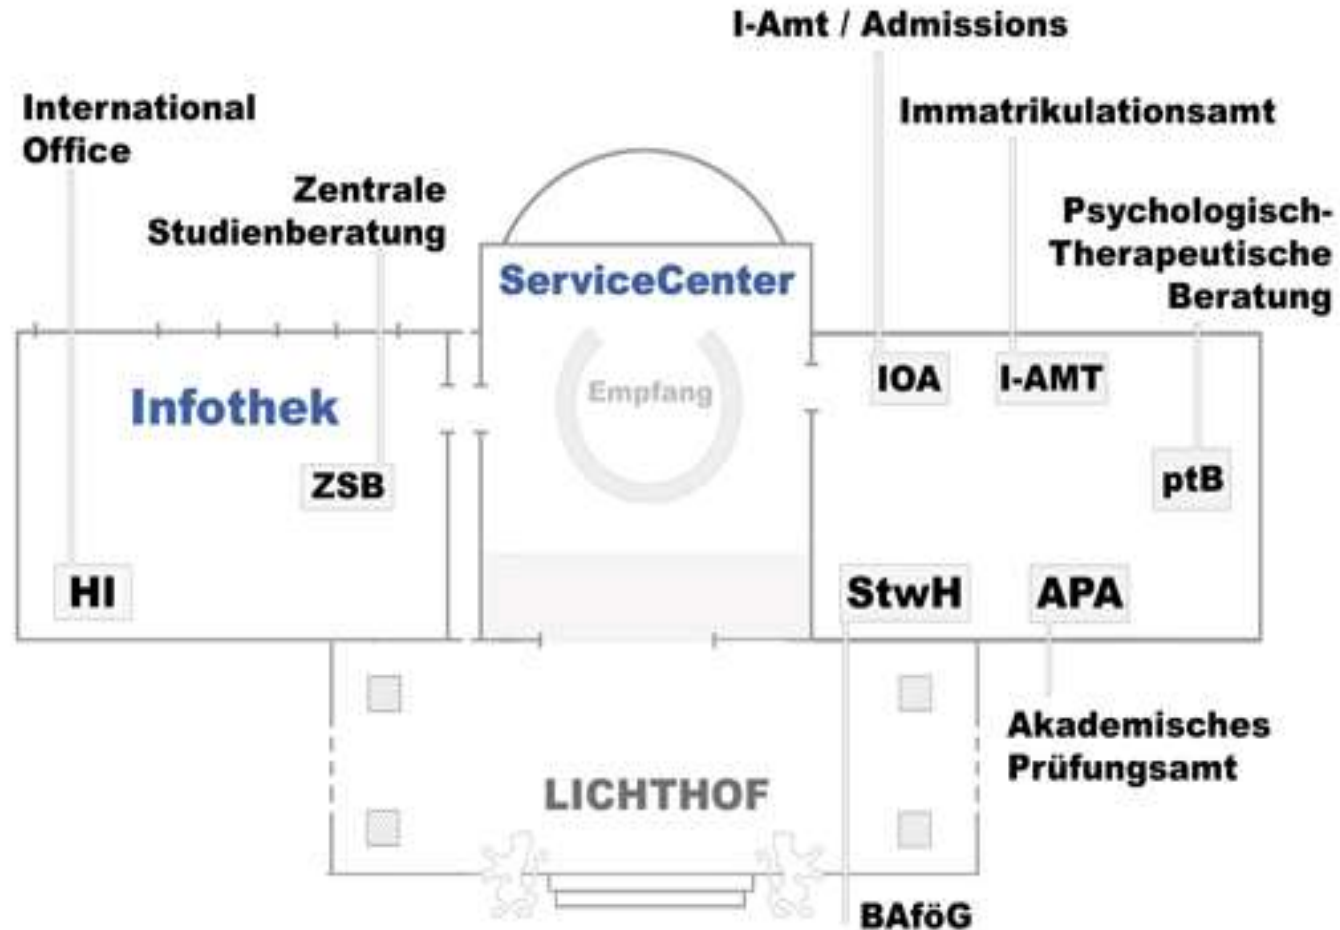 I-Amt / Admissions
International
Office
Immatrikulationsamt
Zentrale
Studienberatung
Psychologisch-
Therapeutische
Beratung
ServiceCenter
Infothek
Empfang
IOA
I-AMT
ZSB
ptB
HI
StwH
APA
Akademisches
Prüfungsamt
LICHTHOF
BAföG